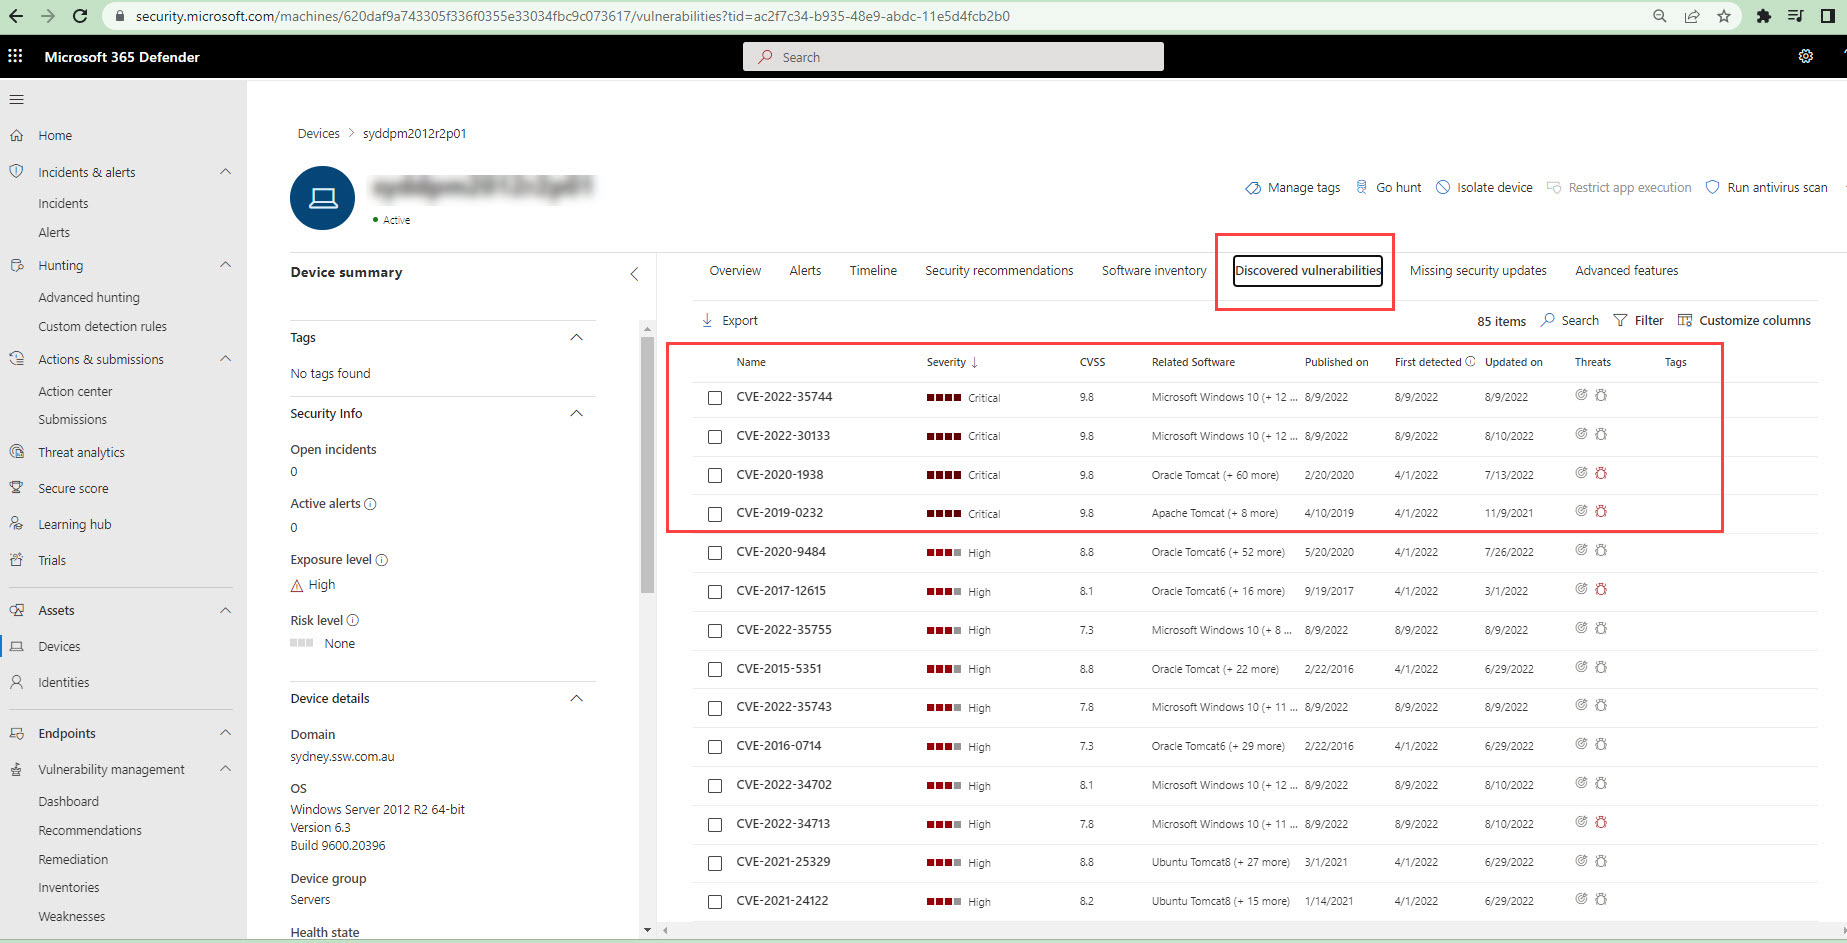 security.microsoft.com/machines/620daf9a743305f336f0355e33034fbc9c073617/vulnerabilities?tid=ac2f7c34-b935-48e9-abdc-11e5d4fcb2b0
Microsoft 365 Defender
Search
Home
Incidents & alerts
Incidents
Alerts
Hunting
Advanced hunting
Custom detection rules
Actions & submissions
Action center
Submissions
Threat analytics
Secure score
Learning hub
Trials
Assets
Devices
Identities
Endpoints
Vulnerability management
Dashboard
Recommendations
Remediation
Inventories
Weaknesses
Devices > syddpm2012r2p01
syddpm2012r2p01
Active
Manage tags Go hunt Isolate device Restrict app execution Run antivirus scan
Device summary
Tags
No tags found
Security Info
Open incidents
0
Active alerts
0
Exposure level
High
Risk level
None
Device details
Domain
sydney.ssw.com.au
OS
Windows Server 2012 R2 64-bit
Version 6.3
Build 9600.20396
Device group
Servers
Health state
Overview Alerts Timeline Security recommendations Software inventory Discovered vulnerabilities Missing security updates Advanced features
Export 85 items Search Filter Customize columns
Name Severity ↓ CVSS Related Software Published on First detected Updated on Threats Tags
CVE-2022-35744 Critical 9.8 Microsoft Windows 10 (+ 12 ... 8/9/2022 8/9/2022 8/9/2022
CVE-2022-30133 Critical 9.8 Microsoft Windows 10 (+ 12 ... 8/9/2022 8/9/2022 8/10/2022
CVE-2020-1938 Critical 9.8 Oracle Tomcat (+ 60 more) 2/20/2020 4/1/2022 7/13/2022
CVE-2019-0232 Critical 9.8 Apache Tomcat (+ 8 more) 4/10/2019 4/1/2022 11/9/2021
CVE-2020-9484 High 8.8 Oracle Tomcat6 (+ 52 more) 5/20/2020 4/1/2022 7/26/2022
CVE-2017-12615 High 8.1 Oracle Tomcat6 (+ 16 more) 9/19/2017 4/1/2022 3/1/2022
CVE-2022-35755 High 7.3 Microsoft Windows 10 (+ 8 ... 8/9/2022 8/9/2022 8/9/2022
CVE-2015-5351 High 8.8 Oracle Tomcat (+ 22 more) 2/22/2016 4/1/2022 6/29/2022
CVE-2022-35743 High 7.8 Microsoft Windows 10 (+ 11 ... 8/9/2022 8/9/2022 8/9/2022
CVE-2016-0714 High 7.3 Oracle Tomcat6 (+ 29 more) 2/22/2016 4/1/2022 6/29/2022
CVE-2022-34702 High 8.1 Microsoft Windows 10 (+ 12 ... 8/9/2022 8/9/2022 8/10/2022
CVE-2022-34713 High 7.8 Microsoft Windows 10 (+ 11 ... 8/9/2022 8/9/2022 8/10/2022
CVE-2021-25329 High 8.8 Ubuntu Tomcat8 (+ 27 more) 3/1/2021 4/1/2022 6/29/2022
CVE-2021-24122 High 8.2 Ubuntu Tomcat8 (+ 15 more) 1/14/2021 4/1/2022 6/29/2022